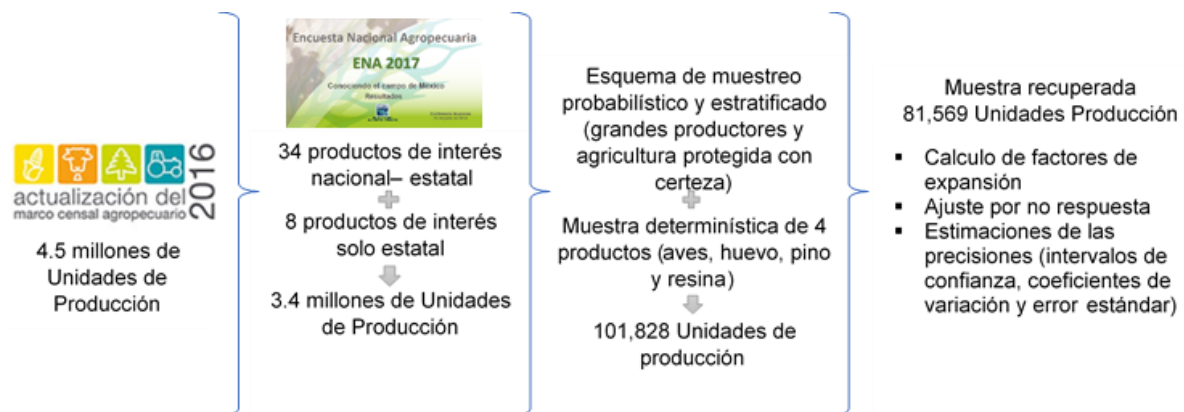 actualización del
marco censal agropecuario
2016
4.5 millones de
Unidades de
Producción
Encuesta Nacional Agropecuaria
ENA 2017
Conociendo el campo de México
Resultados
34 productos de interés
nacional– estatal
8 productos de interés
solo estatal
3.4 millones de Unidades
de Producción
Esquema de muestreo
probabilístico y estratificado
(grandes productores y
agricultura protegida con
certeza)
Muestra determinística de 4
productos (aves, huevo, pino
y resina)
101,828 Unidades de
producción
Muestra recuperada
81,569 Unidades Producción
▪ Calculo de factores de
expansión
▪ Ajuste por no respuesta
▪ Estimaciones de las
precisiones (intervalos de
confianza, coeficientes de
variación y error estándar)